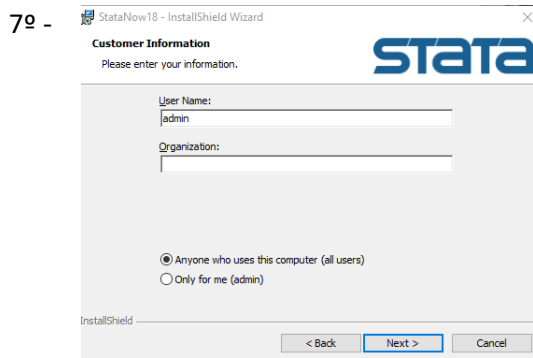 7º -
StataNow18 - InstallShield Wizard
Customer Information
Please enter your information.
STATA
User Name:
admin
Organization:
Anyone who uses this computer (all users)
Only for me (admin)
InstallShield
< Back
Next >
Cancel